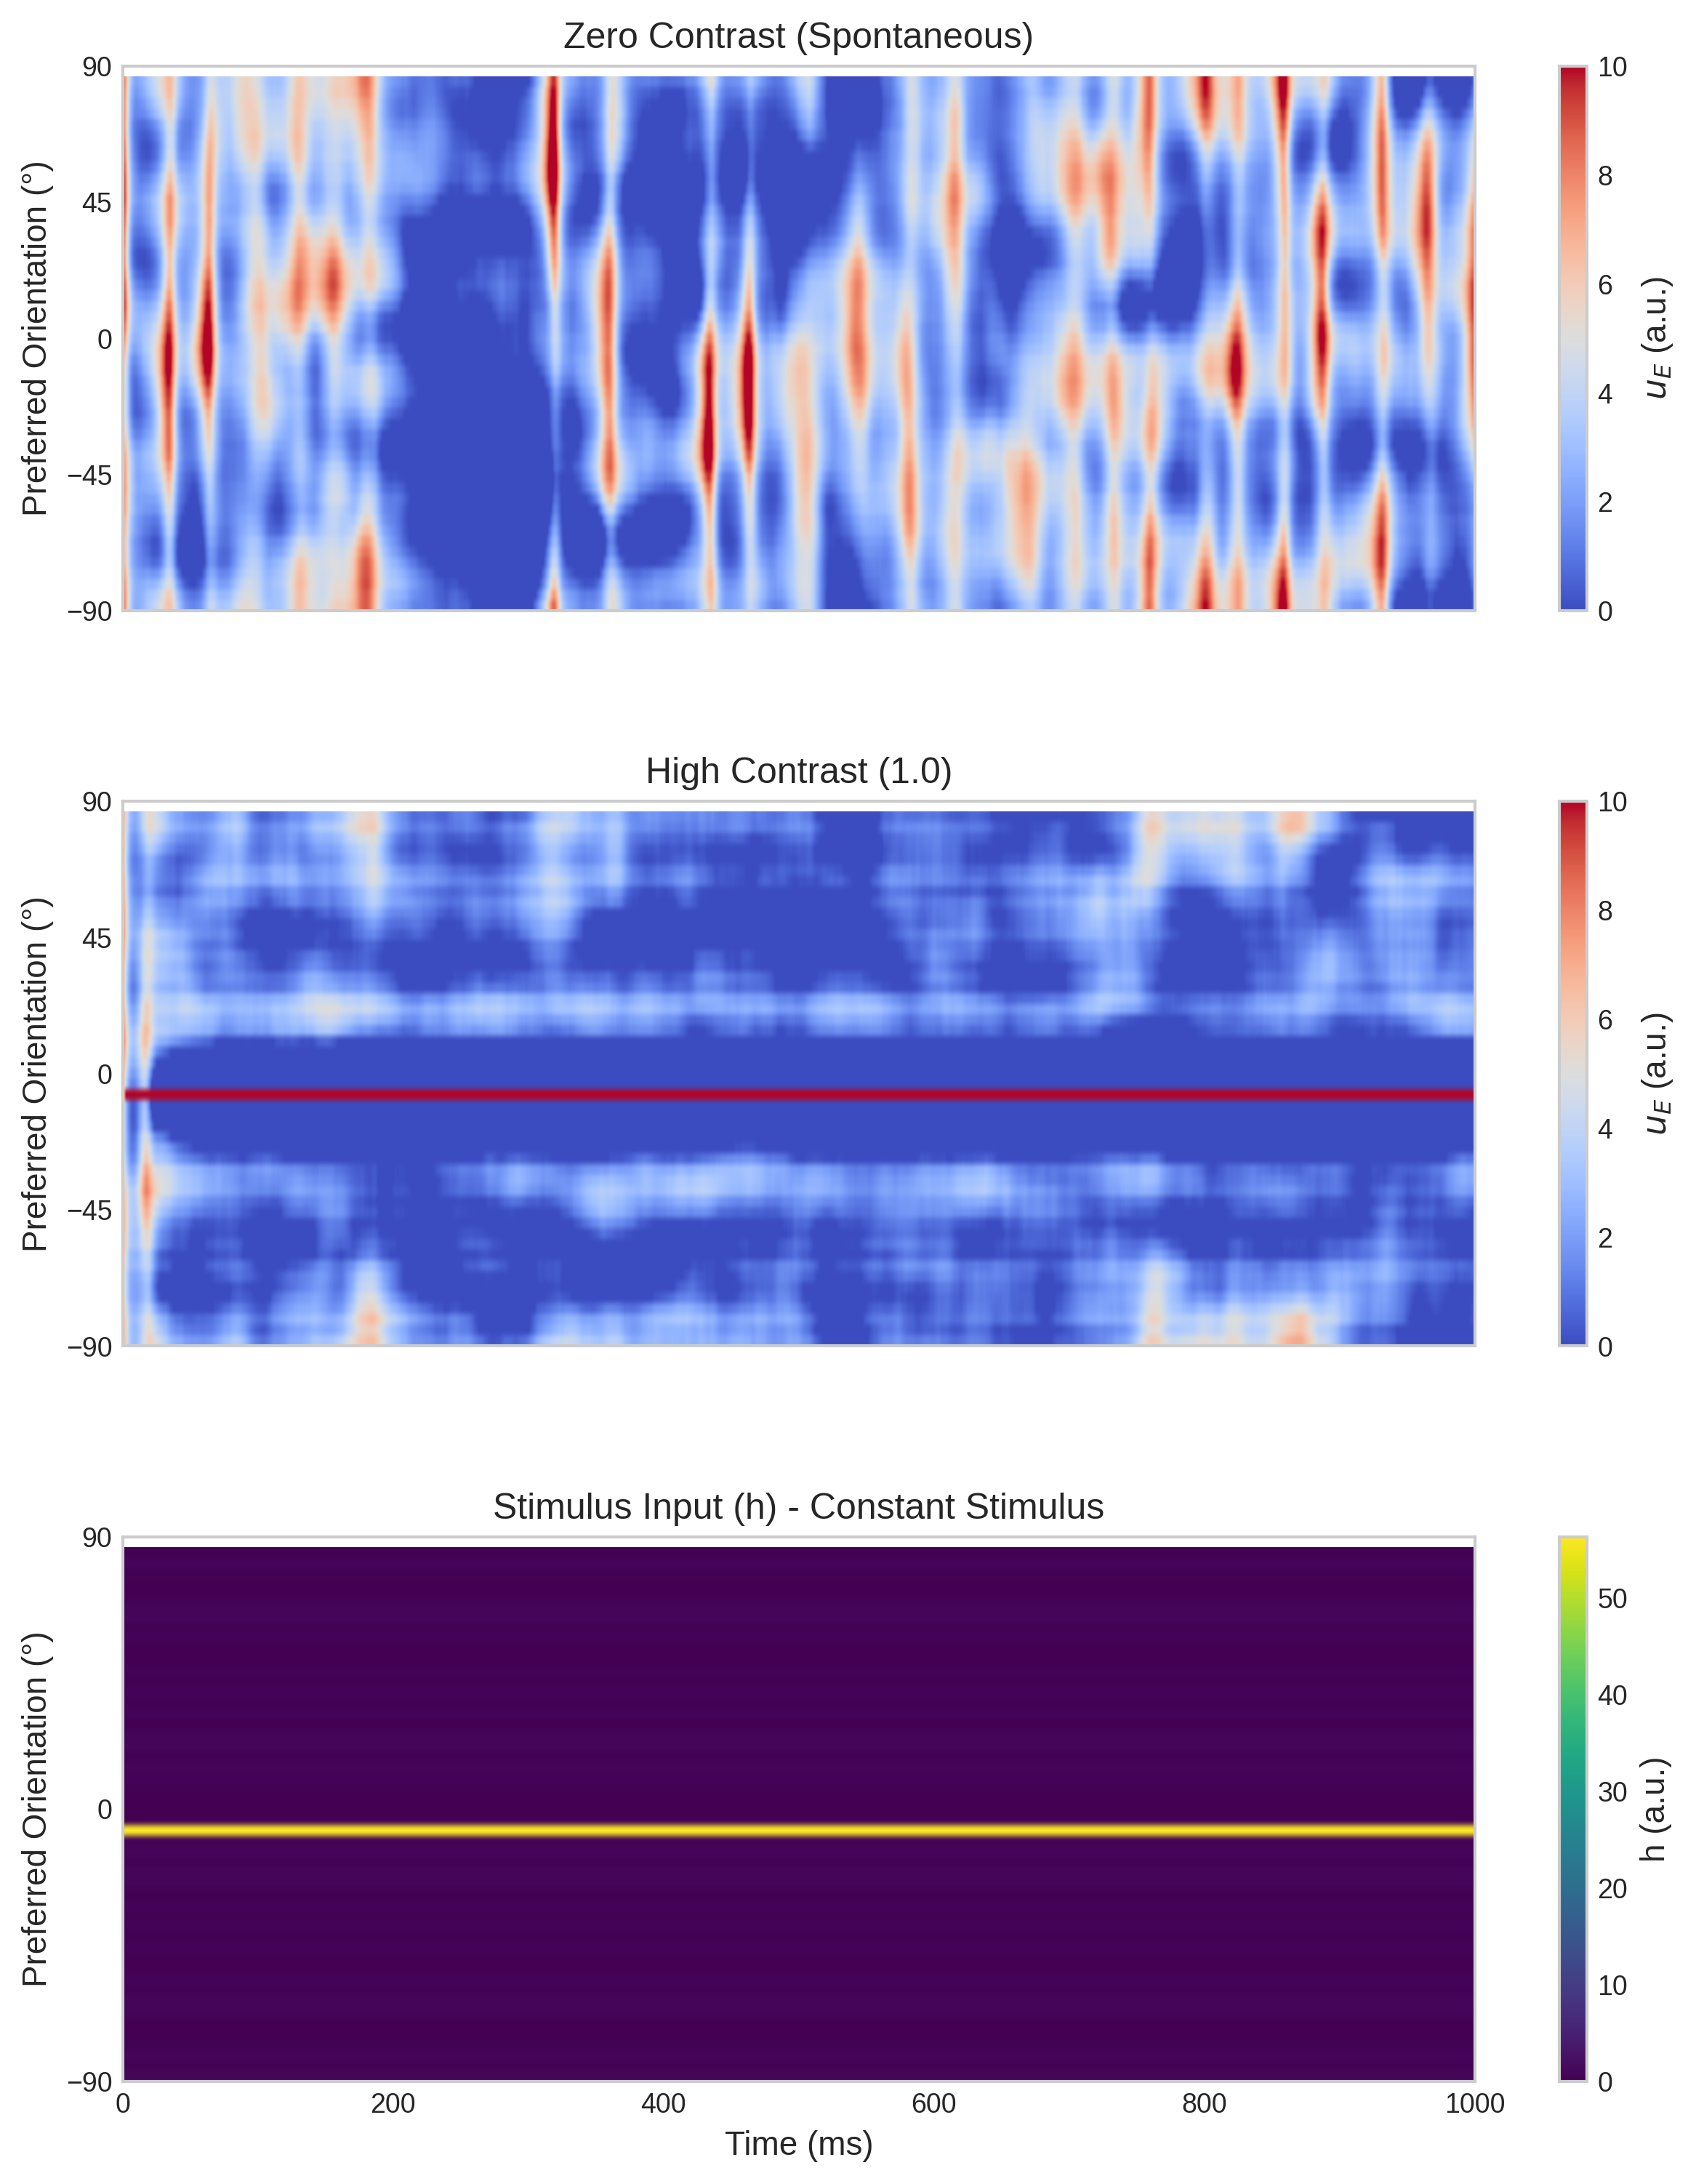 Zero Contrast (Spontaneous)
Preferred Orientation (°)
90
45
0
−45
−90
10
8
6
4
2
0
u_E (a.u.)
High Contrast (1.0)
Preferred Orientation (°)
90
45
0
−45
−90
10
8
6
4
2
0
u_E (a.u.)
Stimulus Input (h) - Constant Stimulus
Preferred Orientation (°)
90
0
−90
50
40
30
20
10
0
h (a.u.)
0 200 400 600 800 1000
Time (ms)